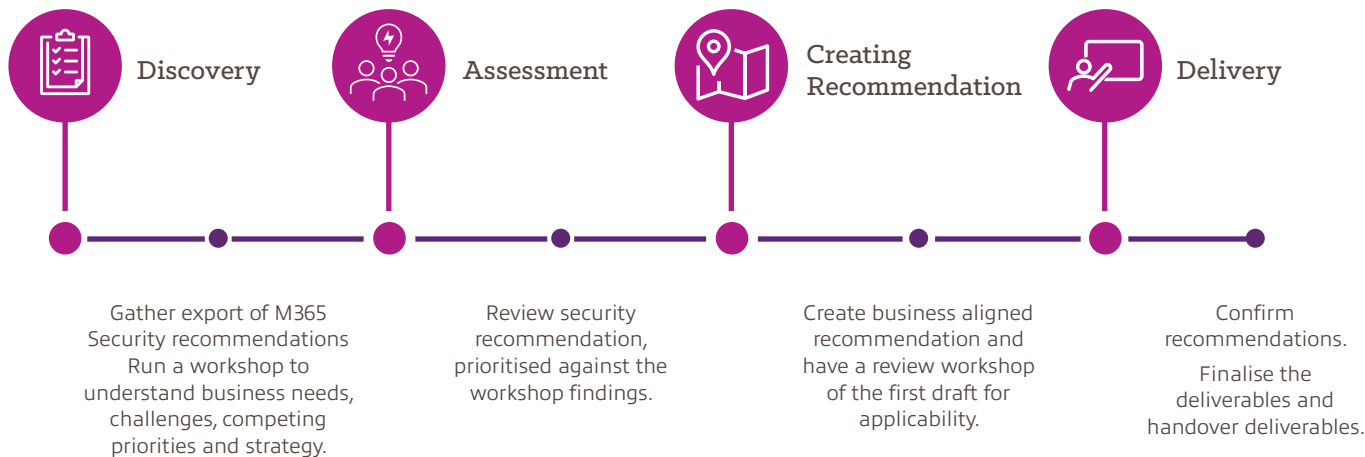 Discovery
Assessment
Creating
Recommendation
Delivery
Gather export of M365
Security recommendations
Run a workshop to
understand business needs,
challenges, competing
priorities and strategy.
Review security
recommendation,
prioritised against the
workshop findings.
Create business aligned
recommendation and
have a review workshop
of the first draft for
applicability.
Confirm
recommendations.
Finalise the
deliverables and
handover deliverables.